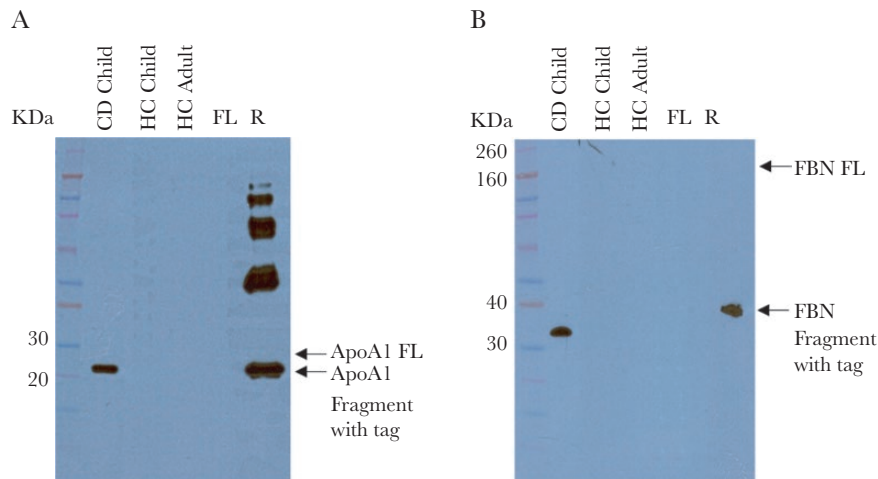 A
KDa
CD Child
HC Child
HC Adult
FL
R
30
20
ApoA1 FL
ApoA1
Fragment
with tag
B
KDa
CD Child
HC Child
HC Adult
FL
R
260
160
40
30
FBN FL
FBN
Fragment
with tag